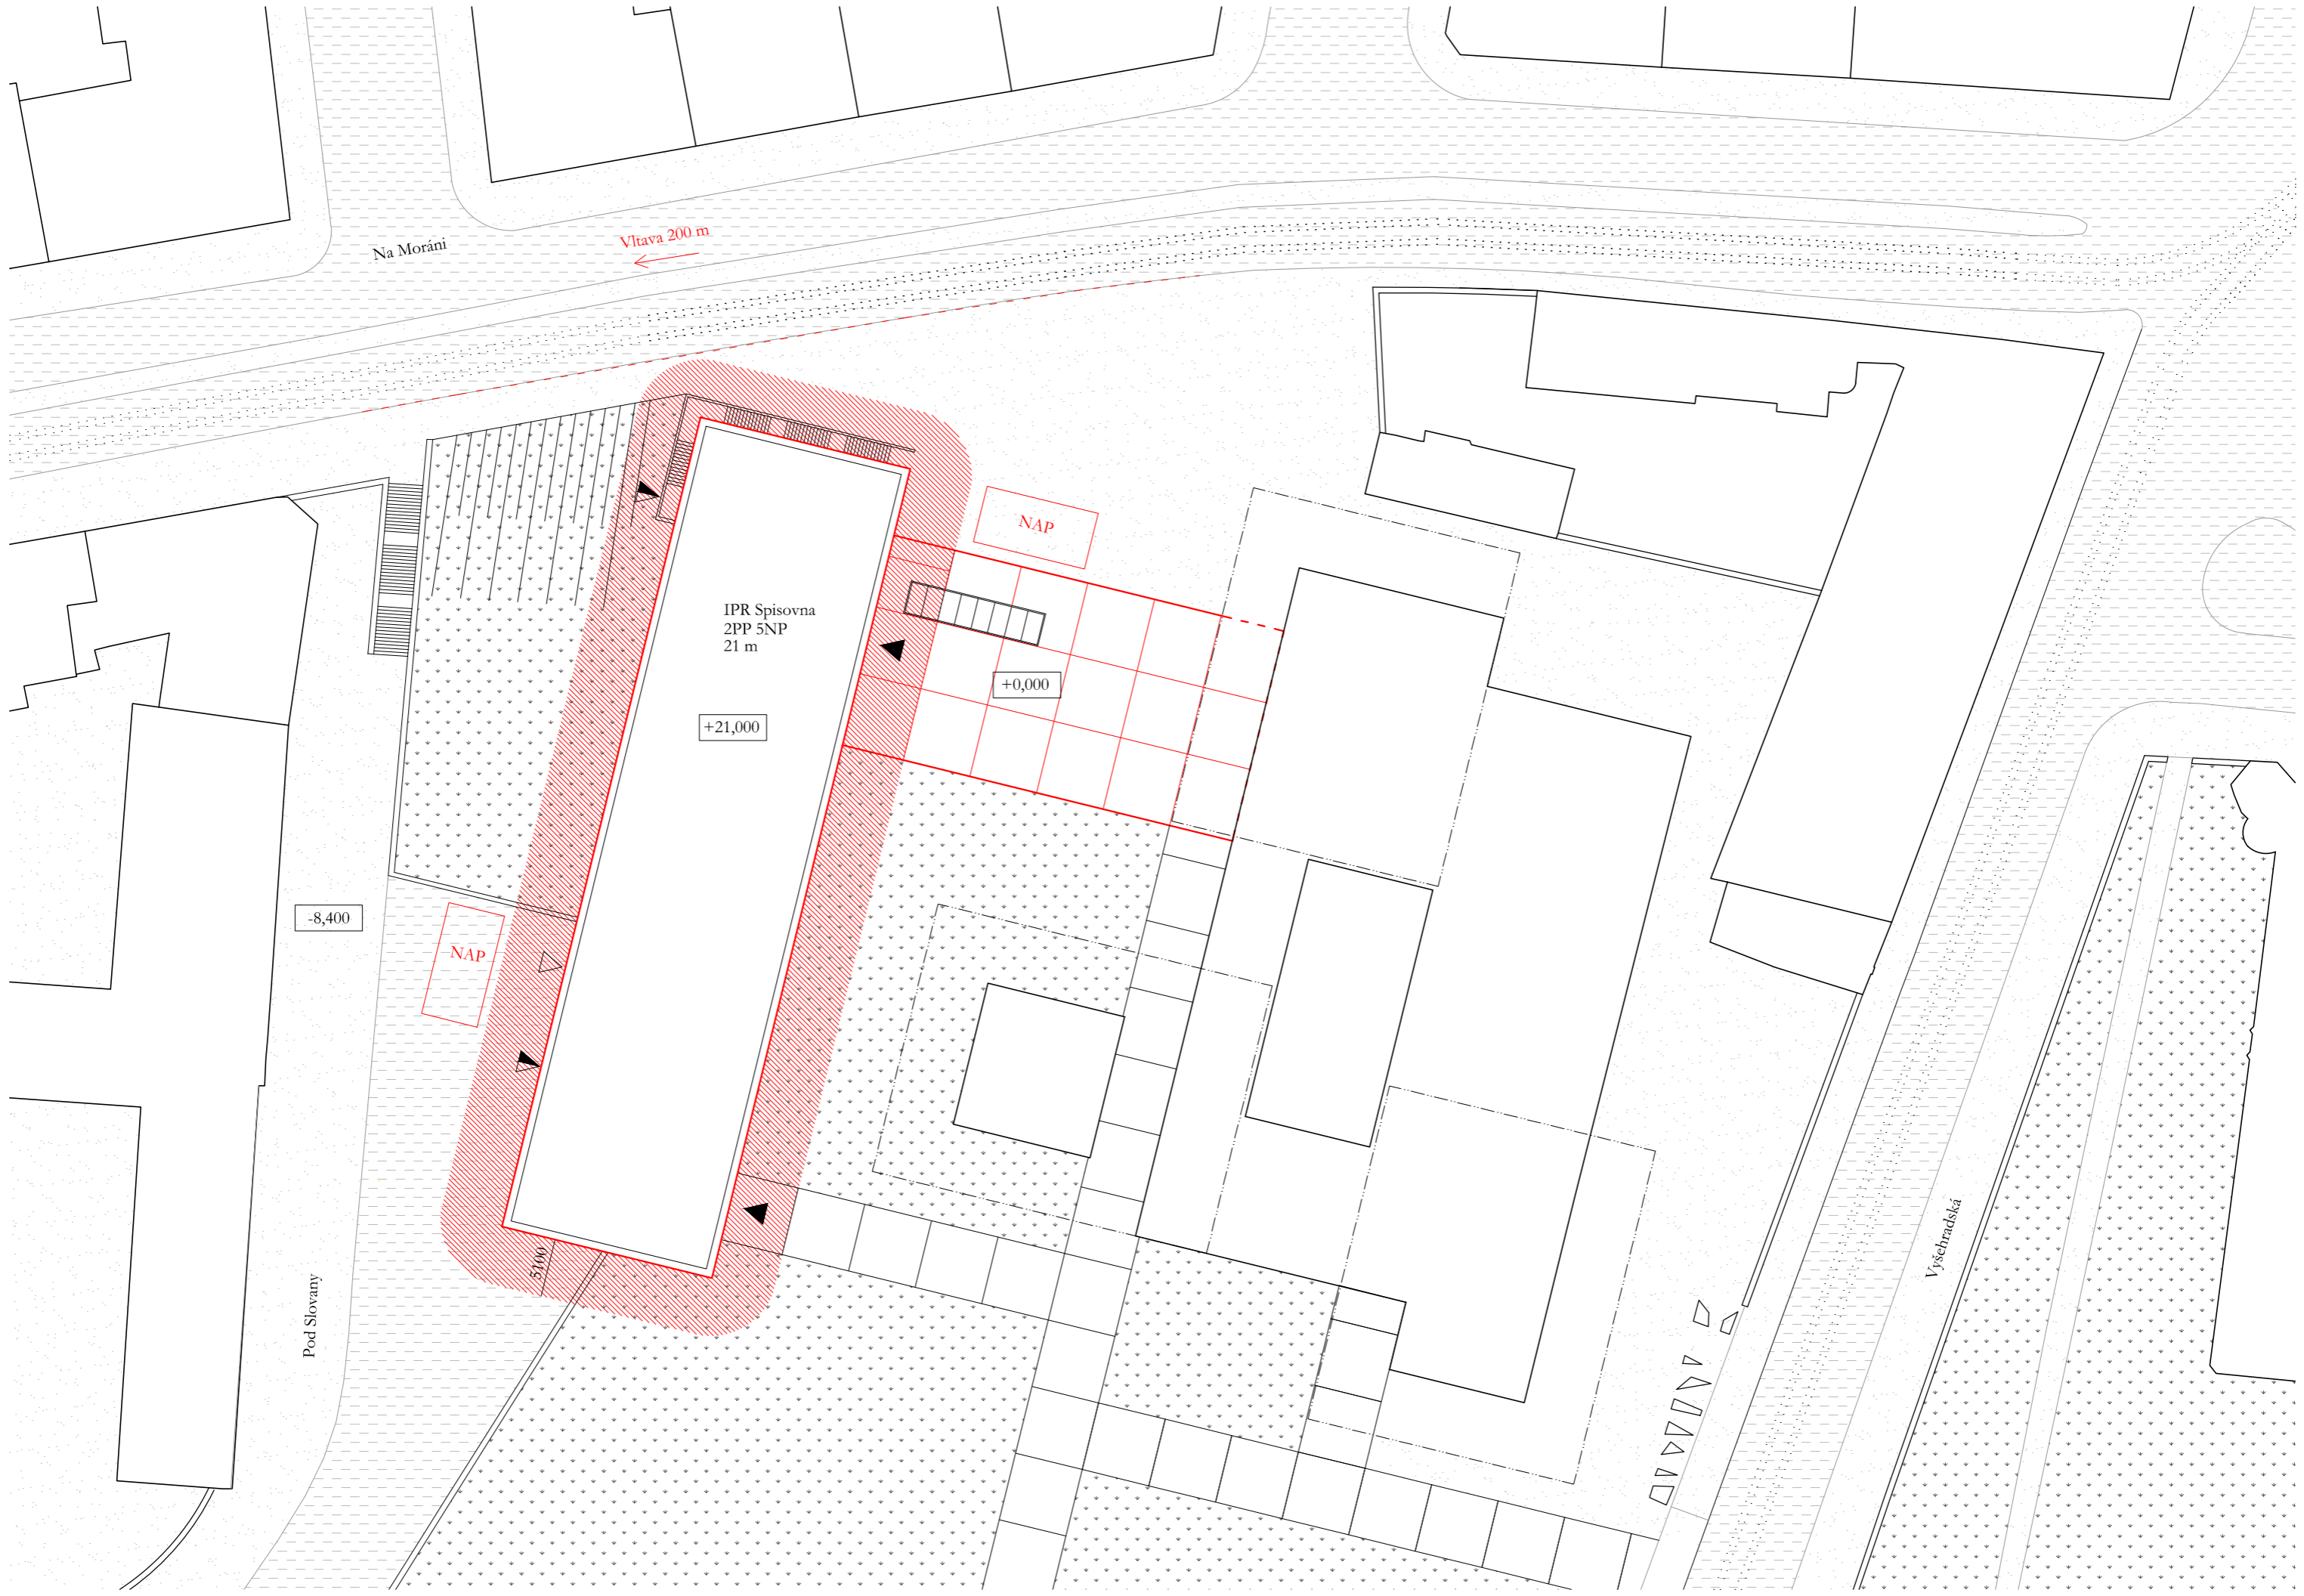 Na Moráni
Vltava 200 m
NAP
IPR Spisovna
2PP 5NP
21 m
+0,000
+21,000
-8,400
NAP
5100
Pod Slovany
Vyšehradská